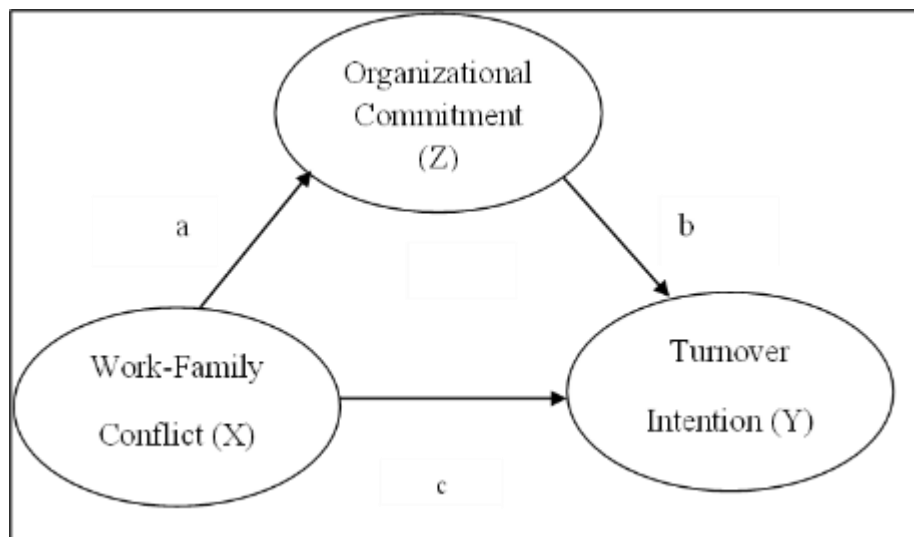 Organizational
Commitment
(Z)
a
b
Work-Family
Conflict (X)
Turnover
Intention (Y)
c